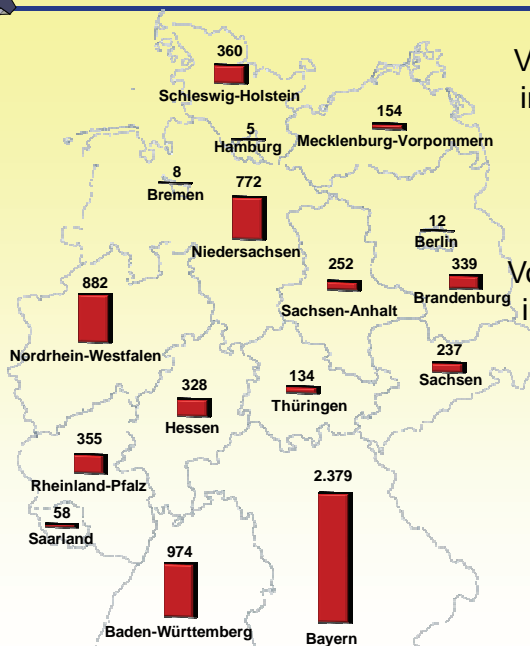 360
Schleswig-Holstein
154
Mecklenburg-Vorpommern
5
Hamburg
8
Bremen
772
Niedersachsen
12
Berlin
339
Brandenburg
252
Sachsen-Anhalt
882
Nordrhein-Westfalen
237
Sachsen
134
Thüringen
328
Hessen
355
Rheinland-Pfalz
58
Saarland
974
Baden-Württemberg
2.379
Bayern